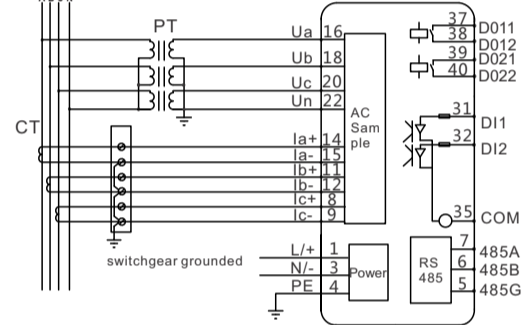 PT
Ua 16
Ub 18
Uc 20
Un 22
CT
Ia+ 14
Ia- 15
Ib+ 11
Ib- 12
Ic+ 8
Ic- 9
AC
Sam
ple
switchgear grounded
L/+ 1
N/- 3
PE 4
Power
37 D011
38 D012
39 D021
40 D022
31 DI1
32 DI2
35 COM
RS
485
7 485A
6 485B
5 485G